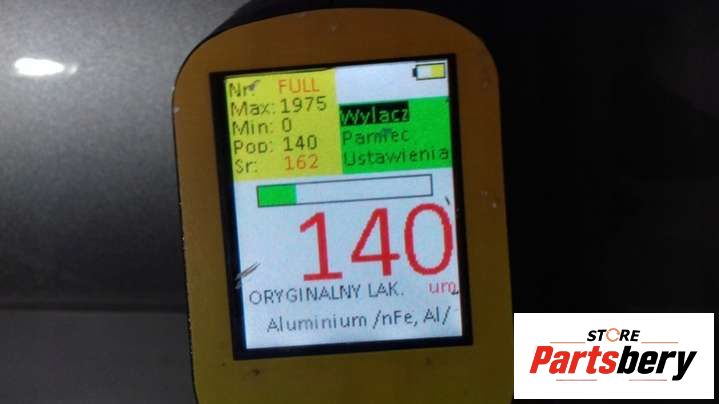 Nr: FULL
Max: 1975
Min: 0
Pop: 140
Sr: 162
Wylacz
Pamiec
Ustawienia
140
um
ORYGINALNY LAK.
Aluminium /nFe, Al/
STORE
Partsbery